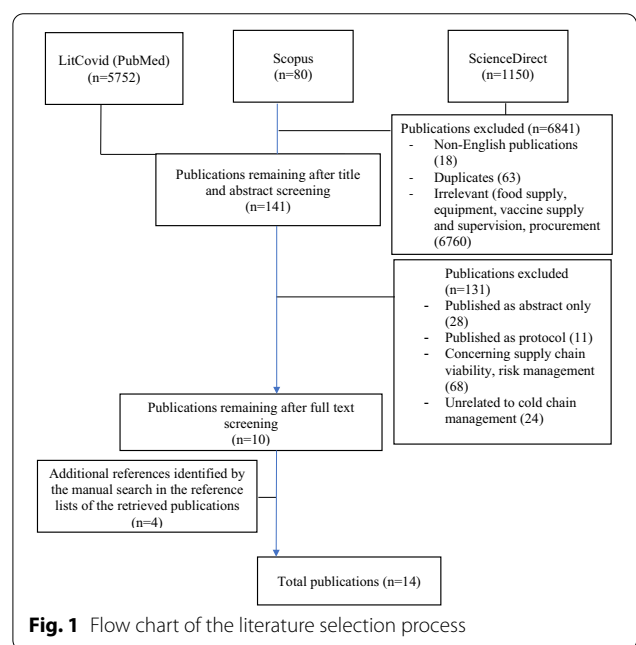 LitCovid (PubMed)
(n=5752)
Scopus
(n=80)
ScienceDirect
(n=1150)
Publications excluded (n=6841)
- Non-English publications
(18)
- Duplicates (63)
- Irrelevant (food supply,
equipment, vaccine supply
and supervision, procurement
(6760)
Publications remaining after title
and abstract screening
(n=141)
Publications excluded
(n=131)
- Published as abstract only
(28)
- Published as protocol (11)
- Concerning supply chain
viability, risk management
(68)
- Unrelated to cold chain
management (24)
Publications remaining after full text
screening
(n=10)
Additional references identified by
the manual search in the reference
lists of the retrieved publications
(n=4)
Total publications (n=14)
Fig. 1 Flow chart of the literature selection process